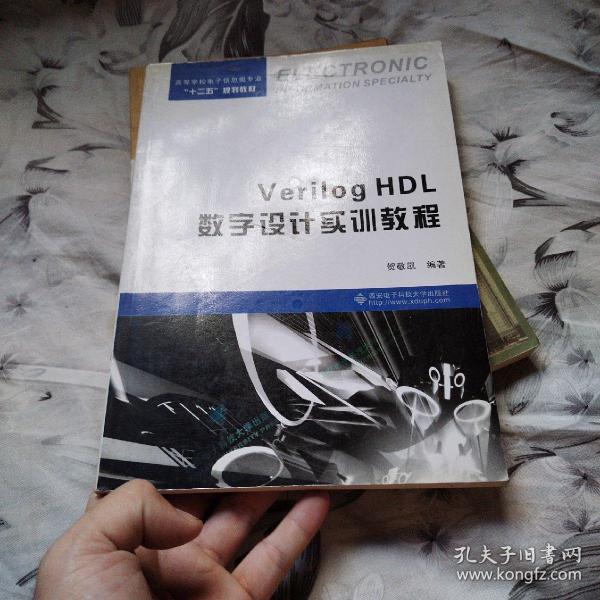 高等学校电子信息类专业
“十二五”规划教材
ELECTRONIC
INFORMATION SPECIALTY
Verilog HDL
数字设计实训教程
贺敬凯 编著
西安电子科技大学出版社
http://www.xduph.com
孔夫子旧书网
www.kongfz.com